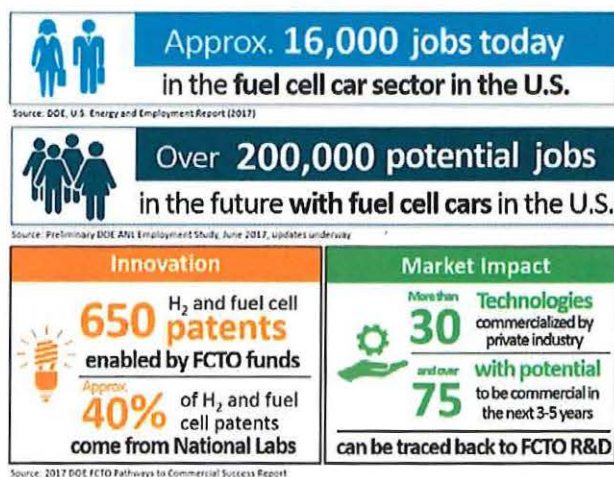 Approx. 16,000 jobs today
in the fuel cell car sector in the U.S.
Source: DOE, U.S. Energy and Employment Report (2017)
Over 200,000 potential jobs
in the future with fuel cell cars in the U.S.
Source: Preliminary DOE ANL Employment Study, June 2017, updates underway
Innovation
650 H₂ and fuel cell
patents
enabled by FCTO funds
Approx.
40% of H₂ and fuel
cell patents
come from National Labs
Market Impact
More than
30 Technologies
commercialized by
private industry
and over
75 with potential
to be commercial in
the next 3-5 years
can be traced back to FCTO R&D
Source: 2017 DOE FCTO Pathways to Commercial Success Report